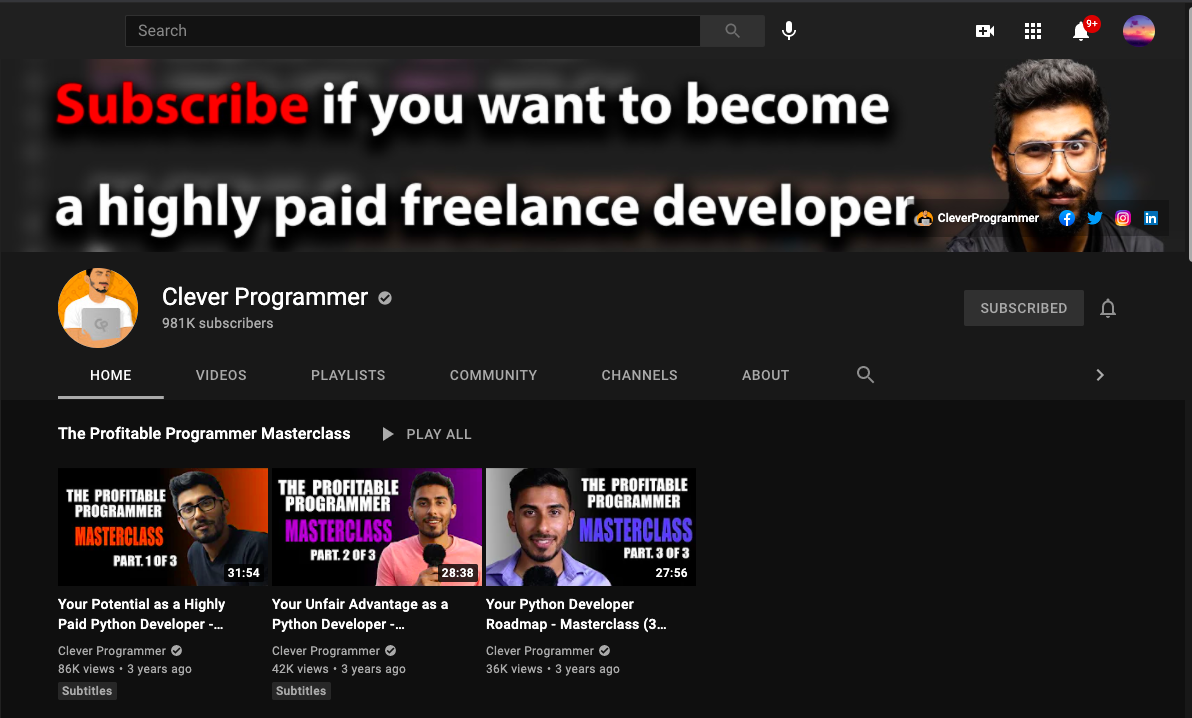 Search
9+
Subscribe if you want to become
a highly paid freelance developer
CleverProgrammer
Clever Programmer
981K subscribers
SUBSCRIBED
HOME VIDEOS PLAYLISTS COMMUNITY CHANNELS ABOUT
The Profitable Programmer Masterclass PLAY ALL
THE PROFITABLE
PROGRAMMER
MASTERCLASS
PART. 1 OF 3
31:54
THE PROFITABLE
PROGRAMMER
MASTERCLASS
PART. 2 OF 3
28:38
THE PROFITABLE
PROGRAMMER
MASTERCLASS
PART. 3 OF 3
27:56
Your Potential as a Highly
Paid Python Developer -...
Clever Programmer
86K views • 3 years ago
Subtitles
Your Unfair Advantage as a
Python Developer -...
Clever Programmer
42K views • 3 years ago
Subtitles
Your Python Developer
Roadmap - Masterclass (3...
Clever Programmer
36K views • 3 years ago